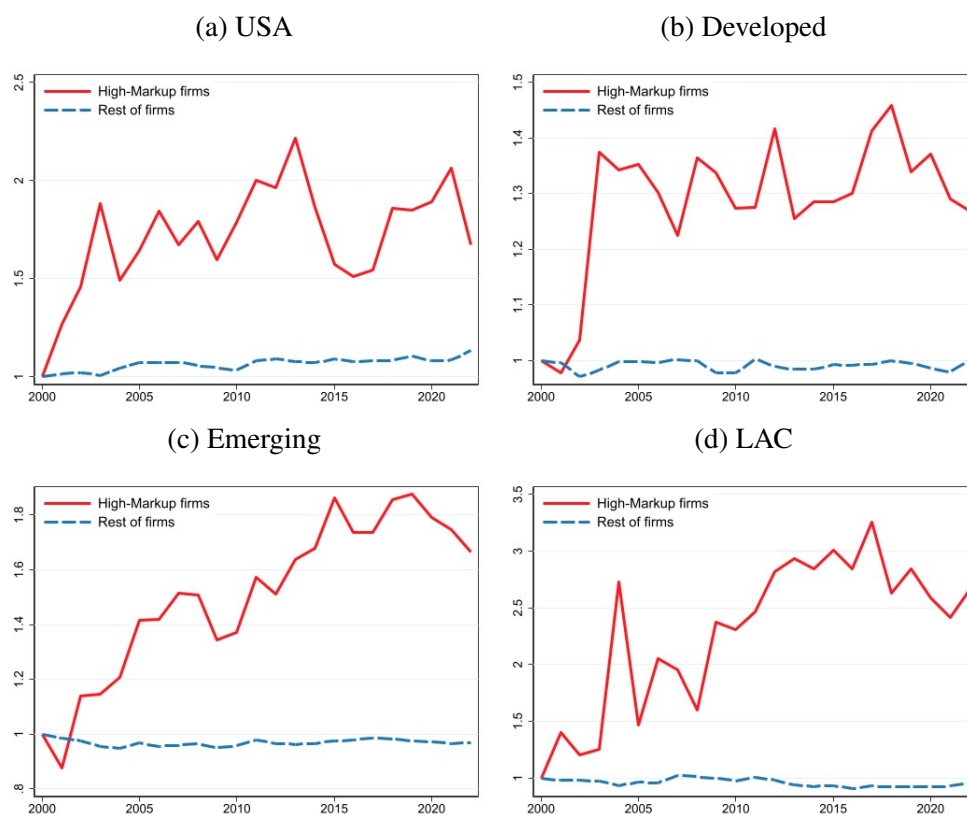 (a) USA
2.5
2
1.5
1
High-Markup firms
Rest of firms
2000 2005 2010 2015 2020
(b) Developed
1.5
1.4
1.3
1.2
1.1
1
High-Markup firms
Rest of firms
2000 2005 2010 2015 2020
(c) Emerging
1.8
1.6
1.4
1.2
1
.8
High-Markup firms
Rest of firms
2000 2005 2010 2015 2020
(d) LAC
3.5
3
2.5
2
1.5
1
High-Markup firms
Rest of firms
2000 2005 2010 2015 2020